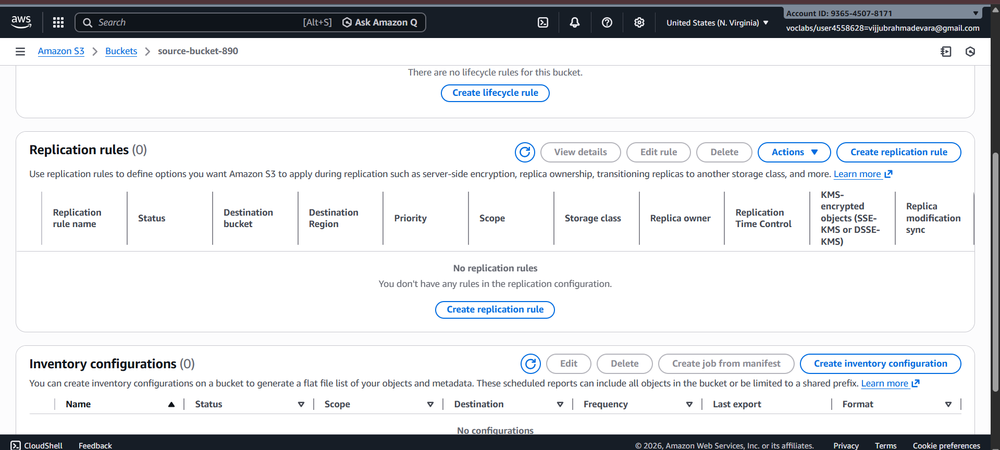 aws
Search [Alt+S] Ask Amazon Q
United States (N. Virginia)
Account ID: 9365-4507-8171
voclabs/user4558628=vijjubrahmadevara@gmail.com
Amazon S3 > Buckets > source-bucket-890
There are no lifecycle rules for this bucket.
Create lifecycle rule
Replication rules (0)
View details Edit rule Delete Actions Create replication rule
Use replication rules to define options you want Amazon S3 to apply during replication such as server-side encryption, replica ownership, transitioning replicas to another storage class, and more. Learn more
Replication rule name
Status
Destination bucket
Destination Region
Priority
Scope
Storage class
Replica owner
Replication Time Control
KMS-encrypted objects (SSE-KMS or DSSE-KMS)
Replica modification sync
No replication rules
You don't have any rules in the replication configuration.
Create replication rule
Inventory configurations (0)
Edit Delete Create job from manifest Create inventory configuration
You can create inventory configurations on a bucket to generate a flat file list of your objects and metadata. These scheduled reports can include all objects in the bucket or be limited to a shared prefix. Learn more
Name Status Scope Destination Frequency Last export Format
No configurations
CloudShell Feedback © 2026, Amazon Web Services, Inc. or its affiliates. Privacy Terms Cookie preferences